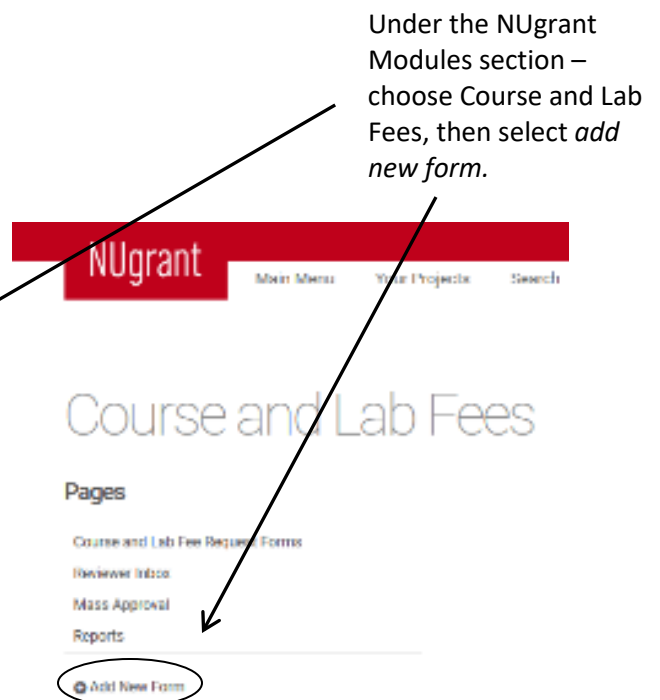 Under the NUgrant
Modules section –
choose Course and Lab
Fees, then select add
new form.
NUgrant
Main Menu Your Projects Search
Course and Lab Fees
Pages
Course and Lab Fee Request Forms
Reviewer Inbox
Mass Approval
Reports
Add New Form